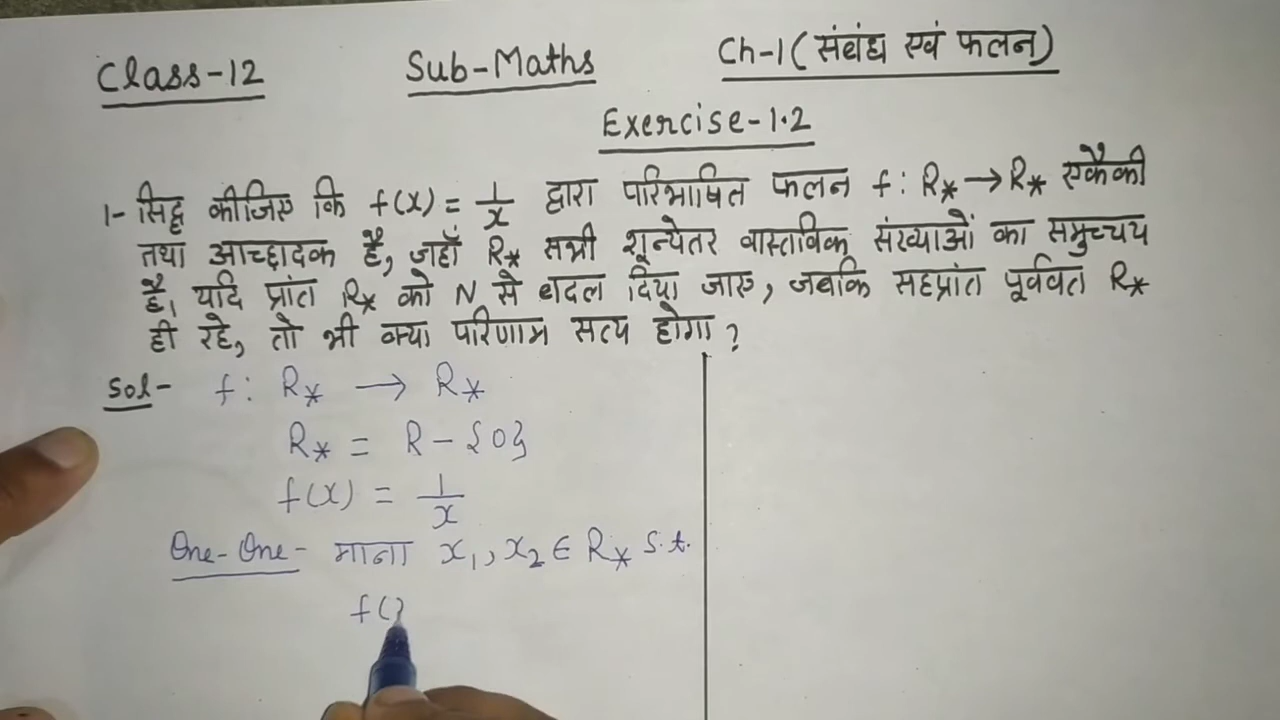 Class-12 Sub-Maths Ch-1 (संबंध एवं फलन)
Exercise-1.2
1- सिद्ध कीजिए कि f(x) = 1/x द्वारा परिभाषित फलन f: R* → R* एकैकी
तथा आच्छादक है, जहाँ R* सभी शून्येतर वास्तविक संख्याओं का समुच्चय
है। यदि प्रांत R* को N से बदल दिया जाए, जबकि सहप्रांत पूर्ववत R*
ही रहे, तो भी क्या परिणाम सत्य होगा?
Sol- f: R* → R*
R* = R - {0}
f(x) = 1/x
One-One- माना x₁, x₂ ∈ R* s.t.
f(